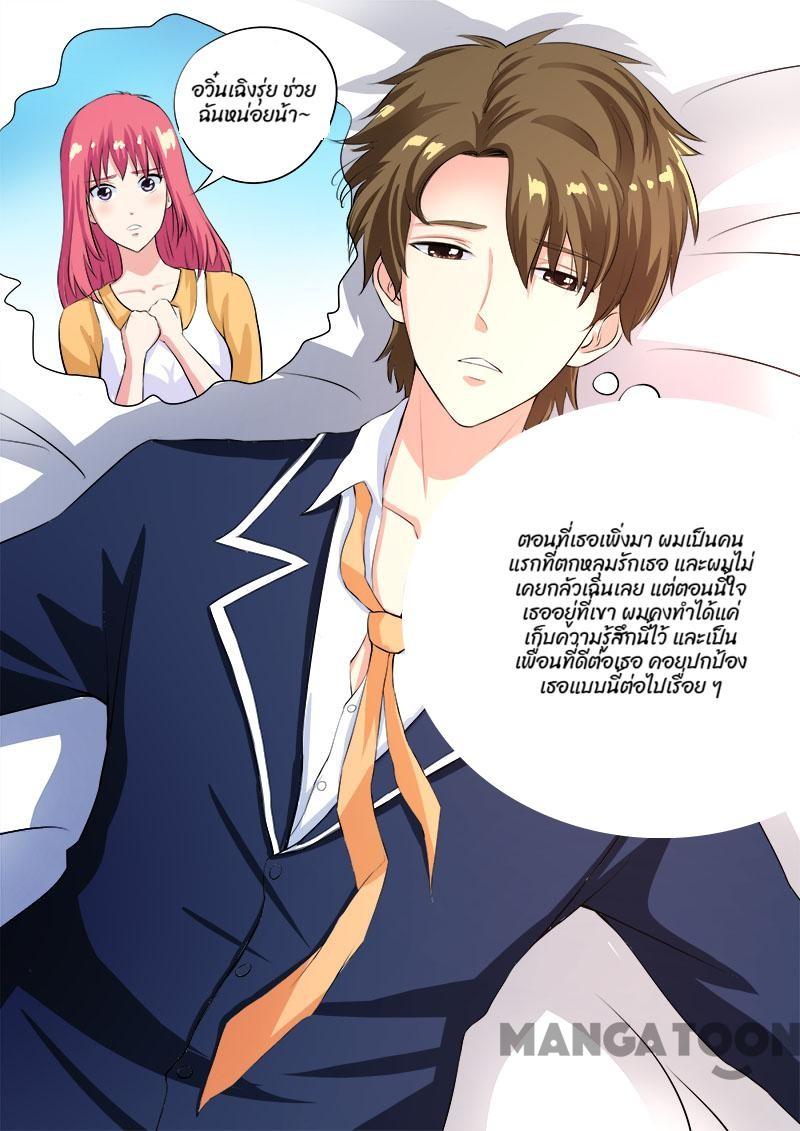 อวิ๋นเฉิงรุ่ย ช่วย
ฉันหน่อยน้า~
ตอนที่เธอเพิ่งมา ผมเป็นคน
แรกที่ตกหลุมรักเธอ และผมไม่
เคยกลัวเฉินเลย แต่ตอนนี้ใจ
เธออยู่ที่เขา ผมคงทำได้แค่
เก็บความรู้สึกนี้ไว้ และเป็น
เพื่อนที่ดีต่อเธอ คอยปกป้อง
เธอแบบนี้ต่อไปเรื่อย ๆ
MANGATOON